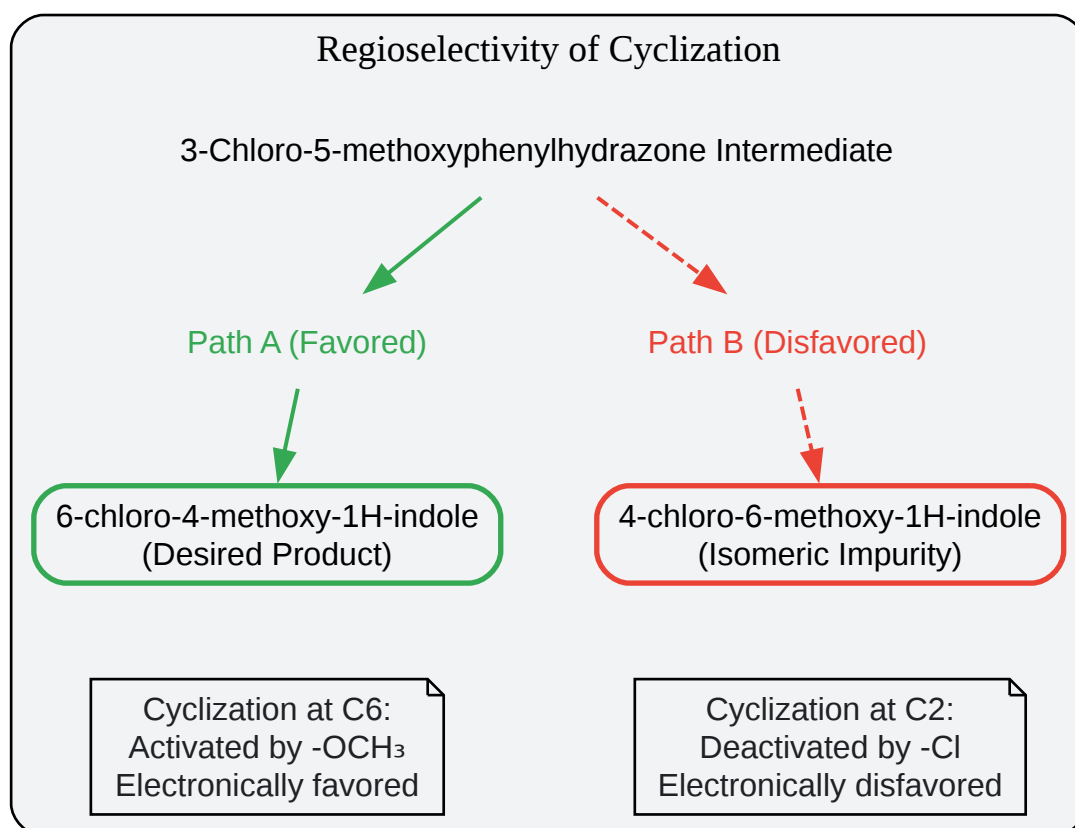 Regioselectivity of Cyclization
3-Chloro-5-methoxyphenylhydrazone Intermediate
Path A (Favored)
Path B (Disfavored)
6-chloro-4-methoxy-1H-indole
(Desired Product)
4-chloro-6-methoxy-1H-indole
(Isomeric Impurity)
Cyclization at C6:
Activated by -OCH₃
Electronically favored
Cyclization at C2:
Deactivated by -Cl
Electronically disfavored